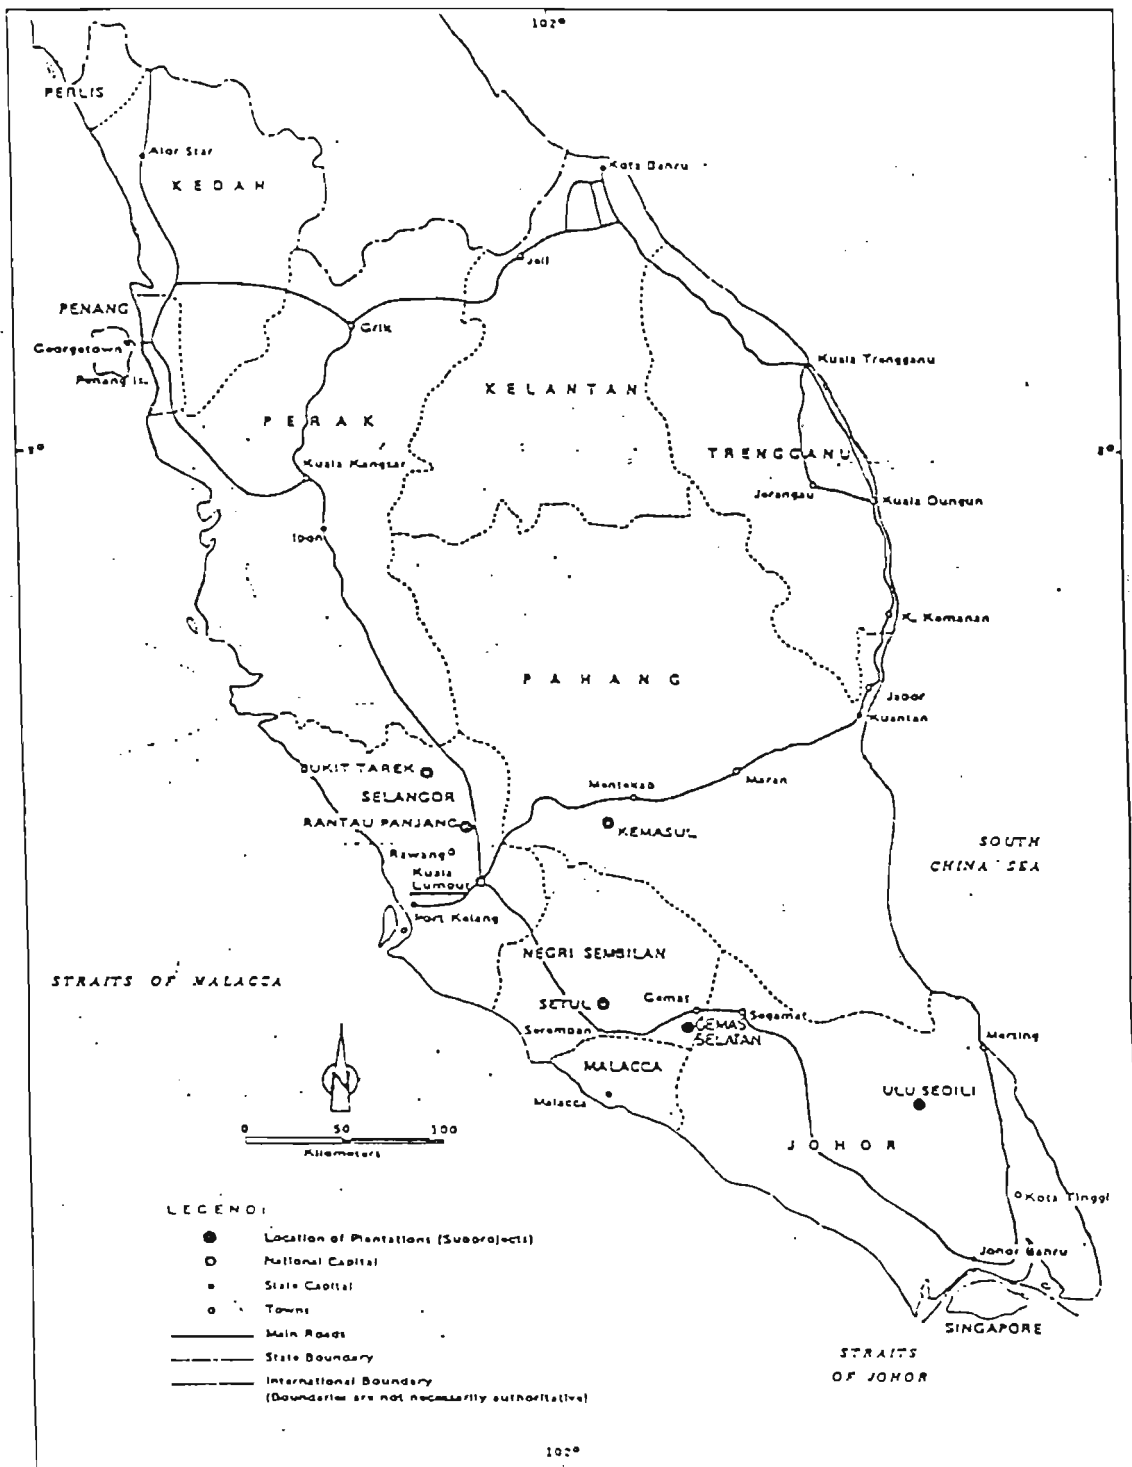 102°
PERLIS
Alor Star
KEDAH
Kota Bahru
Jeli
PENANG
Georgetown
Penang Is.
Grik
Kuala Trengganu
KELANTAN
PERAK
TRENGGANU
Kuala Kangsar
Jerangau
Kuala Dungun
Ipoh
K. Kemaman
PAHANG
Jabor
Kuantan
BUKIT TAREK
Maran
Mentakab
SELANGOR
RANTAU PANJANG
KEMASUL
SOUTH
CHINA SEA
Rawang
Kuala
Lumpur
Port Kelang
NEGRI SEMBILAN
STRAITS OF MALACCA
SETUL
Gemas
Segamat
Seremban
GEMAS
SELATAN
Mersing
MALACCA
ULU SEDILI
Malacca
0 50 100
Kilometers
JOHOR
Kota Tinggi
LEGEND:
Location of Plantations (Subprojects)
National Capital
State Capital
Towns
Main Roads
State Boundary
International Boundary
(Boundaries are not necessarily authoritative)
Johor Bahru
SINGAPORE
STRAITS
OF JOHOR
102°